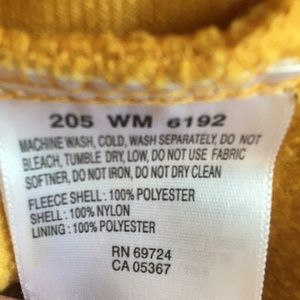 205 WM 6192
MACHINE WASH, COLD, WASH SEPARATELY, DO NOT
BLEACH, TUMBLE DRY, LOW, DO NOT USE FABRIC
SOFTNER, DO NOT IRON, DO NOT DRY CLEAN
FLEECE SHELL: 100% POLYESTER
SHELL: 100% NYLON
LINING: 100% POLYESTER
RN 69724
CA 05367